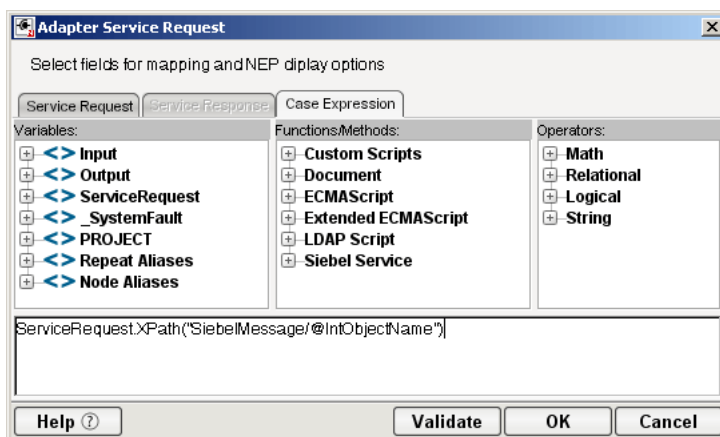 Adapter Service Request
Select fields for mapping and NEP diplay options
Service Request Service Response Case Expression
Variables: Functions/Methods: Operators:
<> Input Custom Scripts Math
<> Output Document Relational
<> ServiceRequest ECMAScript Logical
<> _SystemFault Extended ECMAScript String
<> PROJECT LDAP Script
<> Repeat Aliases Siebel Service
<> Node Aliases
ServiceRequest.XPath("SiebelMessage/@IntObjectName")
Help ? Validate OK Cancel